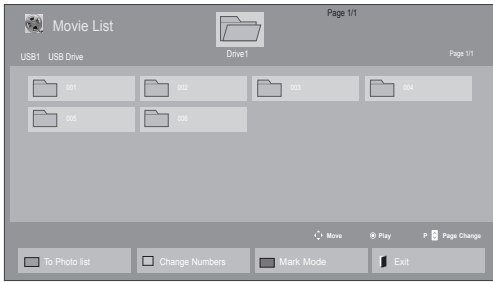 Page 1/1
Movie List
USB1 USB Drive
Drive1
Page 1/1
001 002 003 004
005 006
Move Play P Page Change
To Photo list Change Numbers Mark Mode Exit